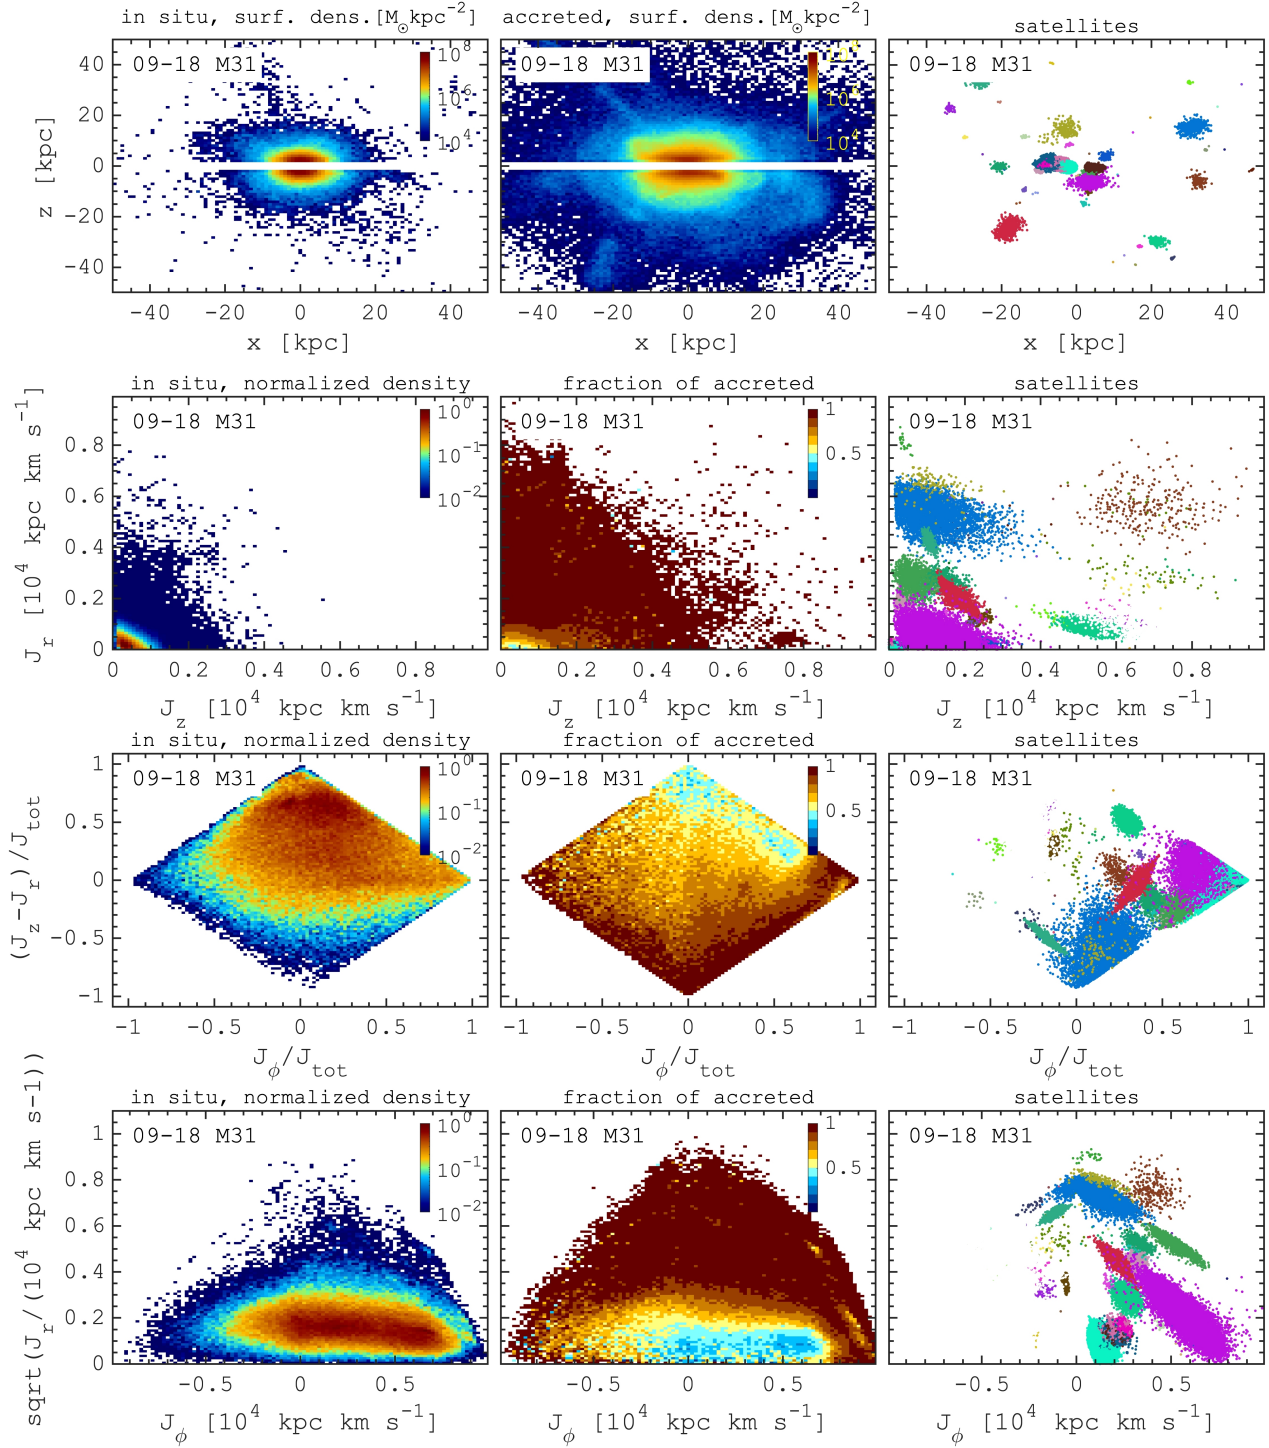 in situ, surf. dens.[M⊙kpc⁻²] accreted, surf. dens.[M⊙kpc⁻²] satellites
09-18 M31 10⁸ 10⁶ 10⁴ 09-18 M31 10⁸ 10⁶ 10⁴ 09-18 M31
z [kpc]
40
20
0
-20
-40
-40 -20 0 20 40 -40 -20 0 20 40 -40 -20 0 20 40
x [kpc] x [kpc] x [kpc]
in situ, normalized density fraction of accreted satellites
09-18 M31 10⁰ 10⁻¹ 10⁻² 09-18 M31 1 0.5 09-18 M31
J_r [10⁴ kpc km s⁻¹]
0.8
0.6
0.4
0.2
0
0 0.2 0.4 0.6 0.8 0 0.2 0.4 0.6 0.8 0 0.2 0.4 0.6 0.8
J_z [10⁴ kpc km s⁻¹] J_z [10⁴ kpc km s⁻¹] J_z [10⁴ kpc km s⁻¹]
in situ, normalized density fraction of accreted satellites
09-18 M31 10⁰ 10⁻¹ 10⁻² 09-18 M31 1 0.5 09-18 M31
(J_z-J_r)/J_tot
1
0.5
0
-0.5
-1
-1 -0.5 0 0.5 1 -1 -0.5 0 0.5 1 -1 -0.5 0 0.5 1
J_ϕ/J_tot J_ϕ/J_tot J_ϕ/J_tot
in situ, normalized density fraction of accreted satellites
09-18 M31 10⁰ 10⁻¹ 10⁻² 09-18 M31 1 0.5 09-18 M31
sqrt(J_r/(10⁴ kpc km s-1))
1
0.8
0.6
0.4
0.2
0
-0.5 0 0.5 -0.5 0 0.5 -0.5 0 0.5
J_ϕ [10⁴ kpc km s⁻¹] J_ϕ [10⁴ kpc km s⁻¹] J_ϕ [10⁴ kpc km s⁻¹]